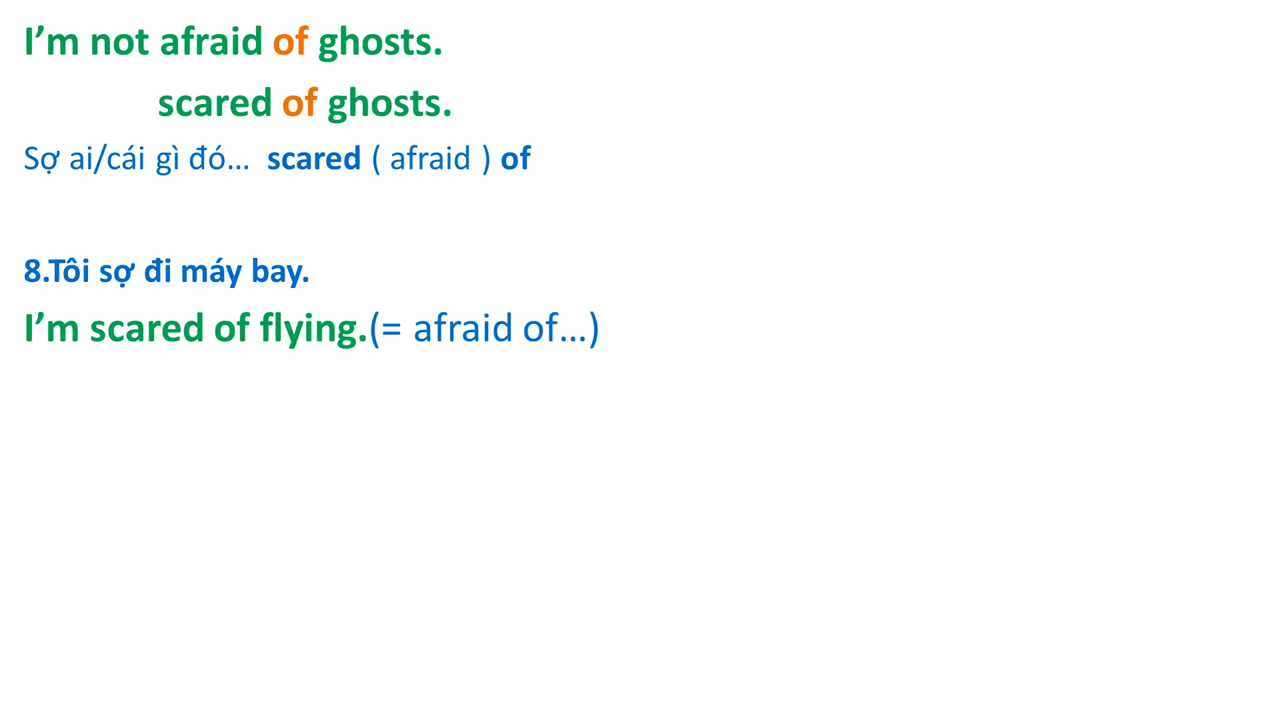 I’m not afraid of ghosts.
scared of ghosts.
Sợ ai/cái gì đó... scared ( afraid ) of
8.Tôi sợ đi máy bay.
I’m scared of flying.(= afraid of...)